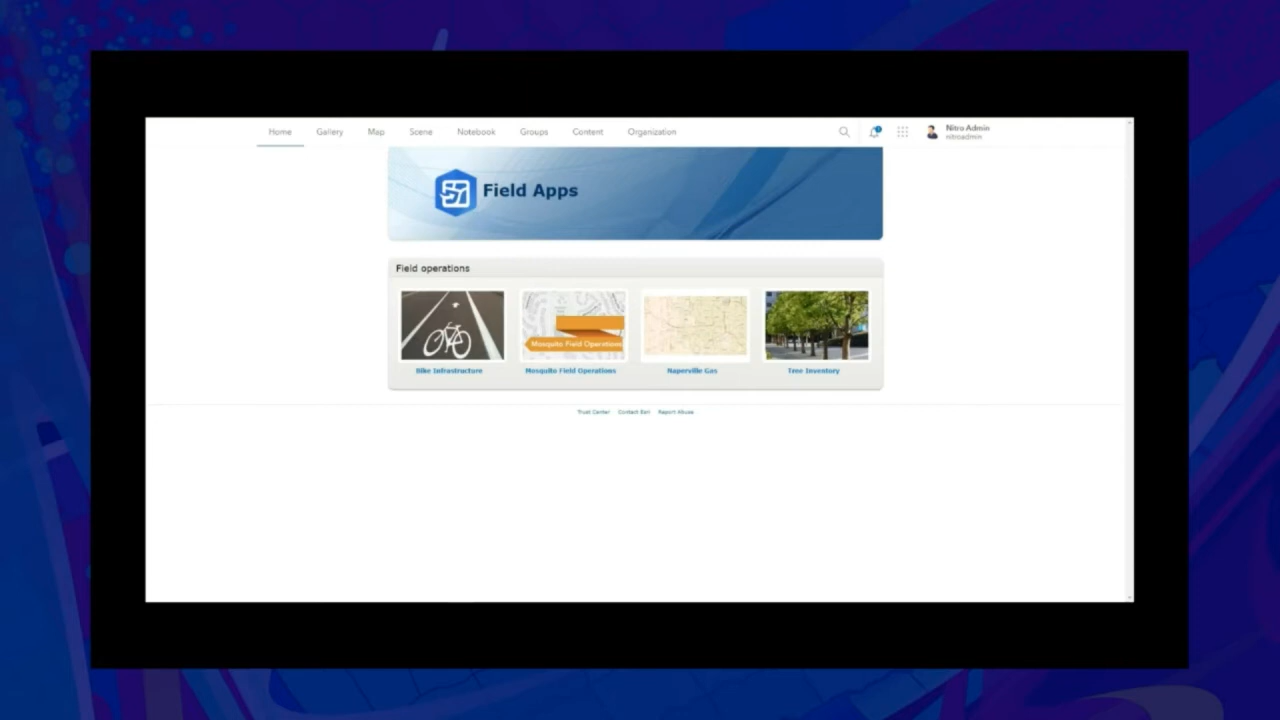 Home Gallery Map Scene Notebook Groups Content Organization
Nitro Admin
nitroadmin
Field Apps
Field operations
Mosquito Field Operations
Bike Infrastructure Mosquito Field Operations Naperville Gas Tree Inventory
Trust Center Contact Esri Report Abuse